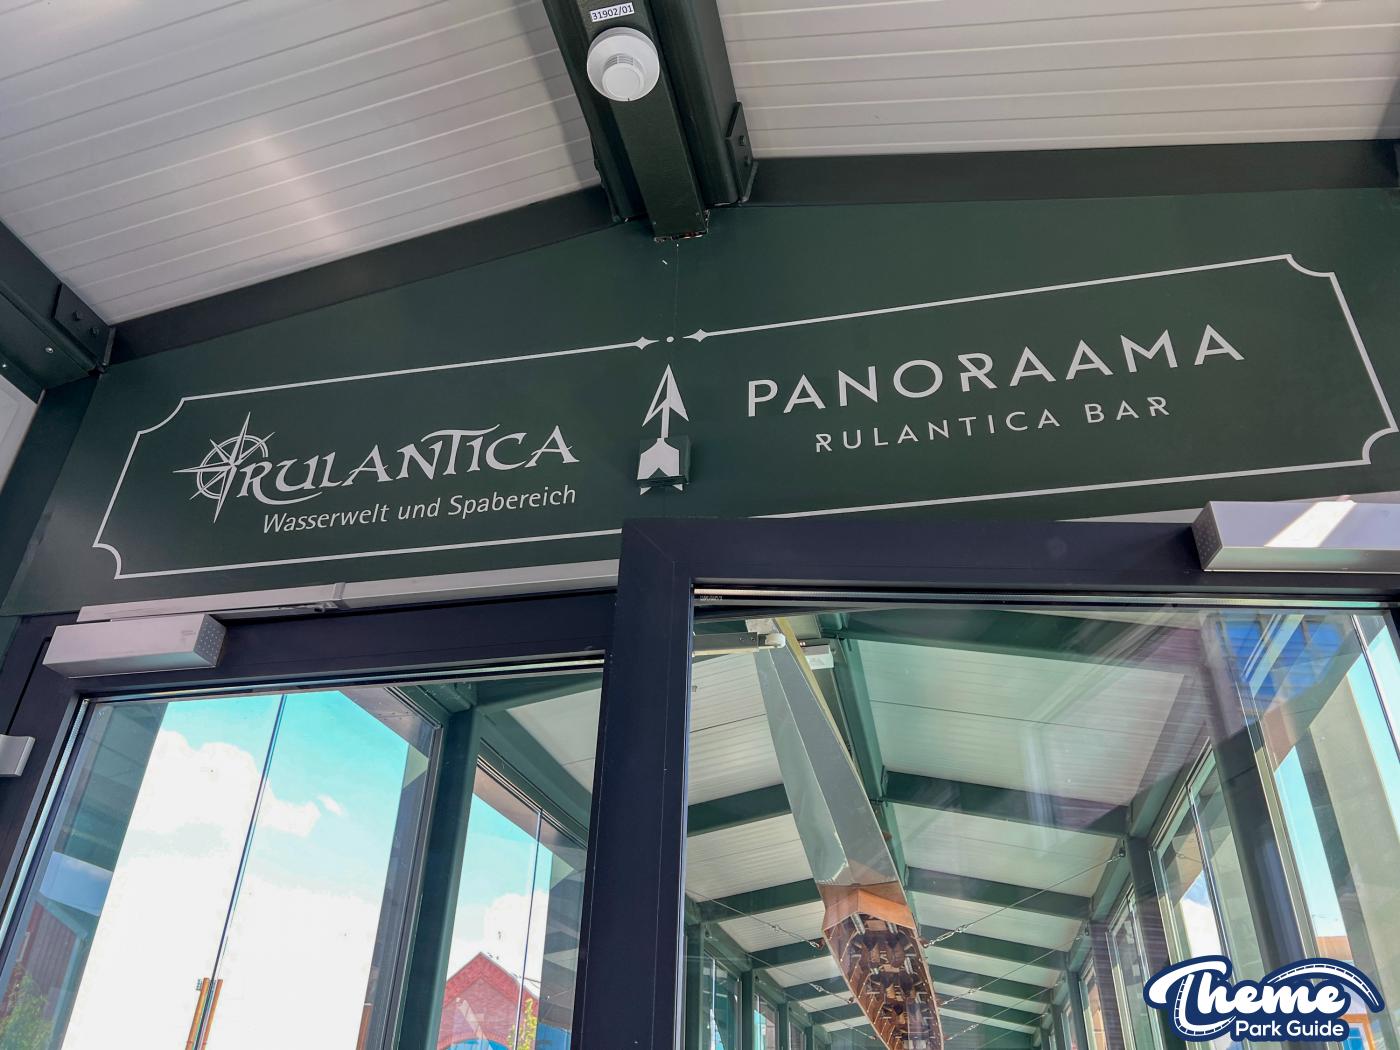 31902/01
RULANTICA
Wasserwelt und Spabereich
PANORAAMA
RULANTICA BAR
Theme
Park Guide